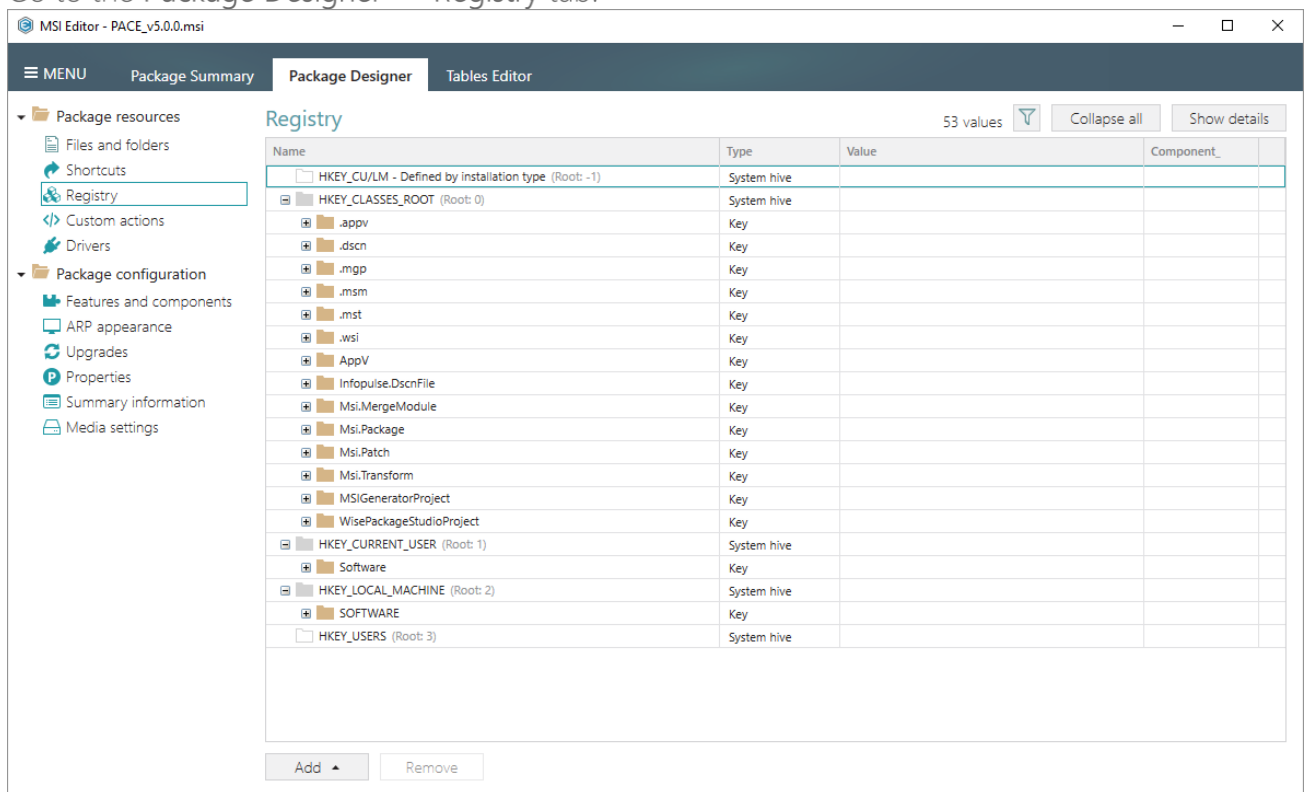 Go to the Package Designer — Registry tab.
MSI Editor - PACE_v5.0.0.msi
MENU Package Summary Package Designer Tables Editor
Package resources
Files and folders
Shortcuts
Registry
Custom actions
Drivers
Package configuration
Features and components
ARP appearance
Upgrades
P Properties
Summary information
Media settings
Registry 53 values Collapse all Show details
Name Type Value Component_
HKEY_CU/LM - Defined by installation type (Root: -1) System hive
HKEY_CLASSES_ROOT (Root: 0) System hive
.appv Key
.dscn Key
.mgp Key
.msm Key
.mst Key
.wsi Key
AppV Key
Infopulse.DscnFile Key
Msi.MergeModule Key
Msi.Package Key
Msi.Patch Key
Msi.Transform Key
MSIGeneratorProject Key
WisePackageStudioProject Key
HKEY_CURRENT_USER (Root: 1) System hive
Software Key
HKEY_LOCAL_MACHINE (Root: 2) System hive
SOFTWARE Key
HKEY_USERS (Root: 3) System hive
Add Remove